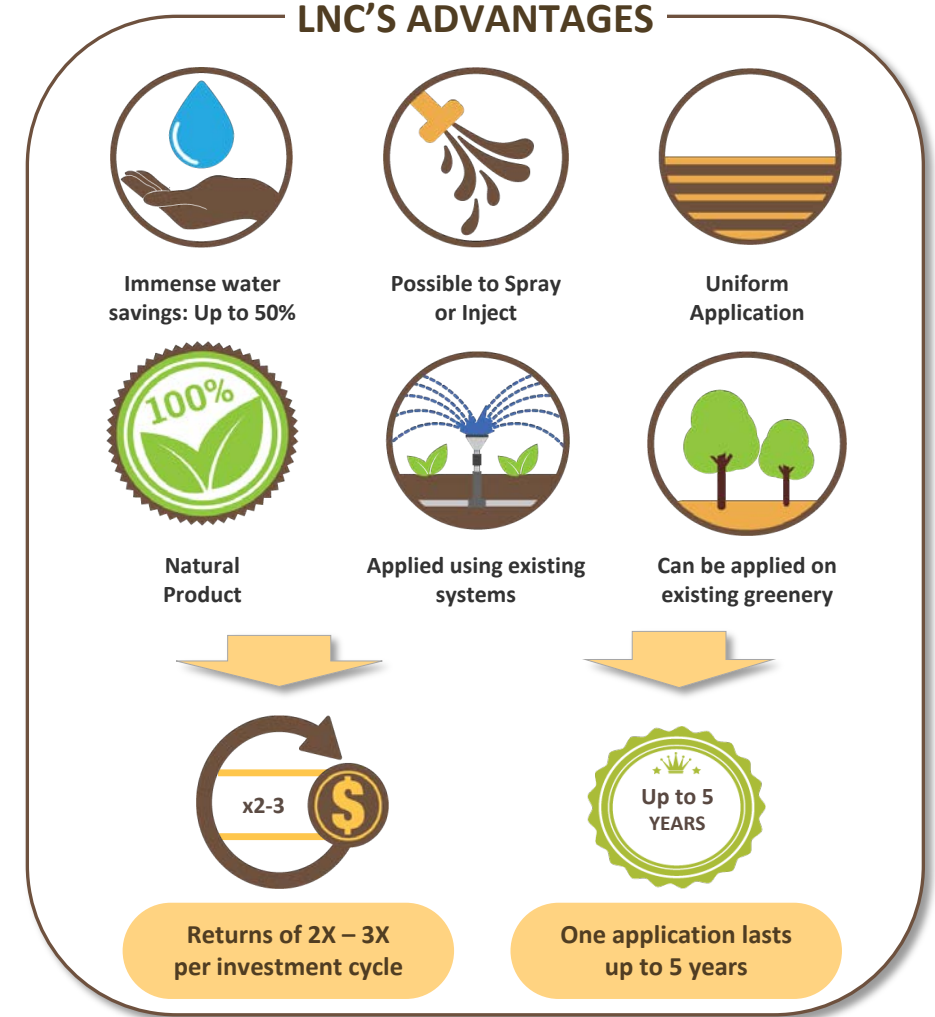 LNC'S ADVANTAGES
Immense water
savings: Up to 50%
Possible to Spray
or Inject
Uniform
Application
100%
Natural
Product
Applied using existing
systems
Can be applied on
existing greenery
x2-3
$
Up to 5
YEARS
Returns of 2X – 3X
per investment cycle
One application lasts
up to 5 years